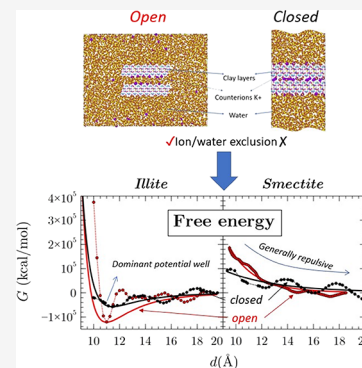 Open
Closed
Clay layers
Counterions K+
Water
✓Ion/water exclusion✗
Illite
Smectite
Free energy
Dominant potential well
Generally repulsive
closed
open
G (kcal/mol)
4×10⁵
3×10⁵
2×10⁵
10⁵
0
−1×10⁵
10 12 14 16 18 20
10 12 14 16 18 20
d(Å)